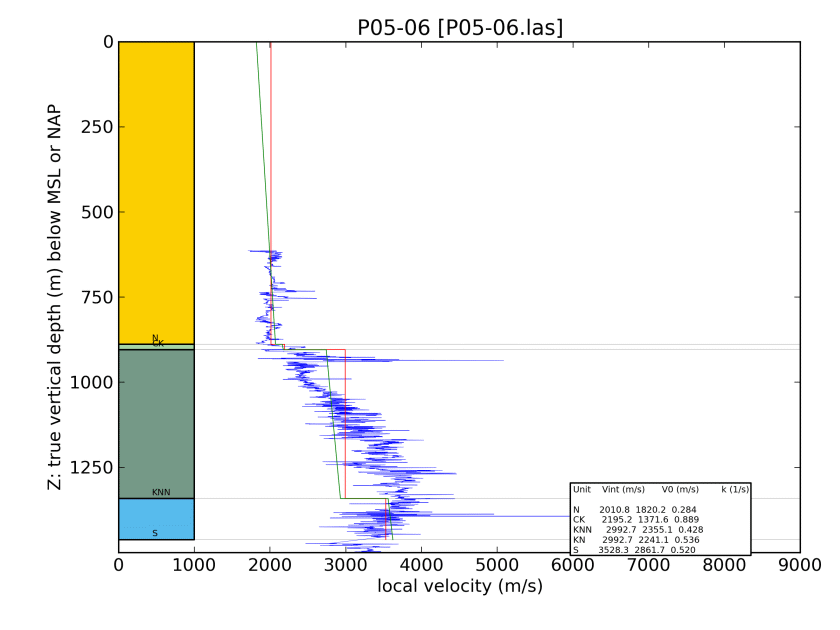 P05-06 [P05-06.las]
Z: true vertical depth (m) below MSL or NAP
0
250
500
750
1000
1250
N
CK
KNN
S
Unit Vint (m/s) V0 (m/s) k (1/s)
N 2010.8 1820.2 0.284
CK 2195.2 1371.6 0.889
KNN 2992.7 2355.1 0.428
KN 2992.7 2241.1 0.536
S 3528.3 2861.7 0.520
0 1000 2000 3000 4000 5000 6000 7000 8000 9000
local velocity (m/s)